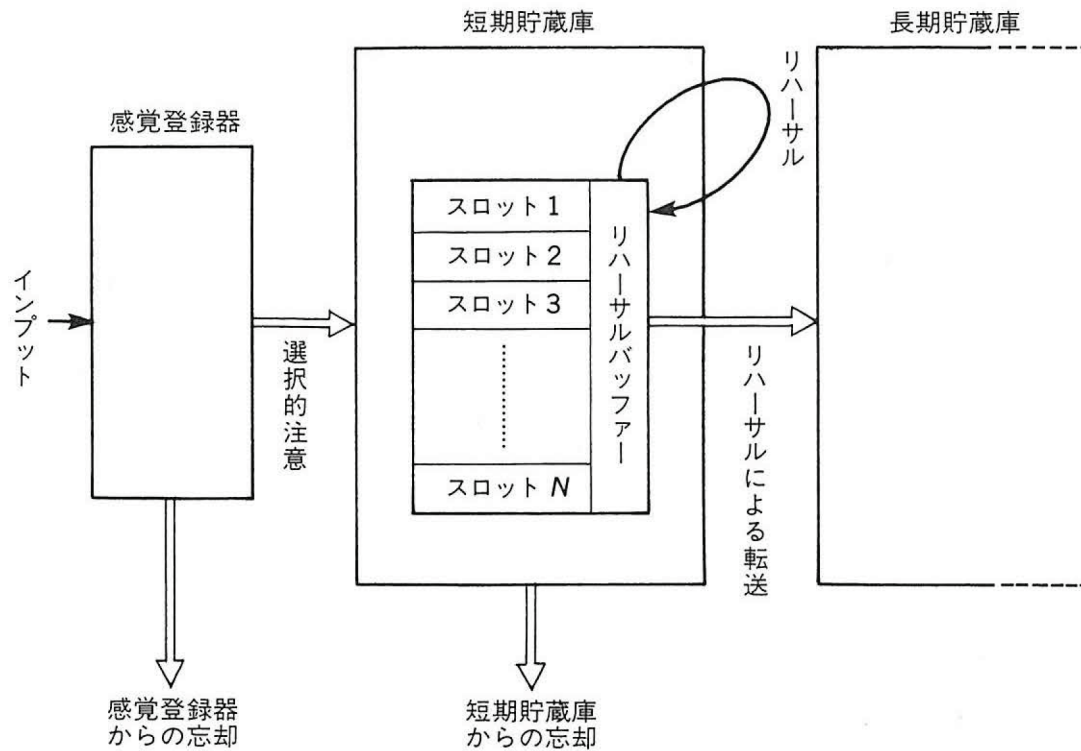 短期貯蔵庫
長期貯蔵庫
感覚登録器
リハーサル
スロット 1
スロット 2
スロット 3
スロット N
リハーサルバッファー
インプット
選択的注意
リハーサルによる転送
感覚登録器
からの忘却
短期貯蔵庫
からの忘却